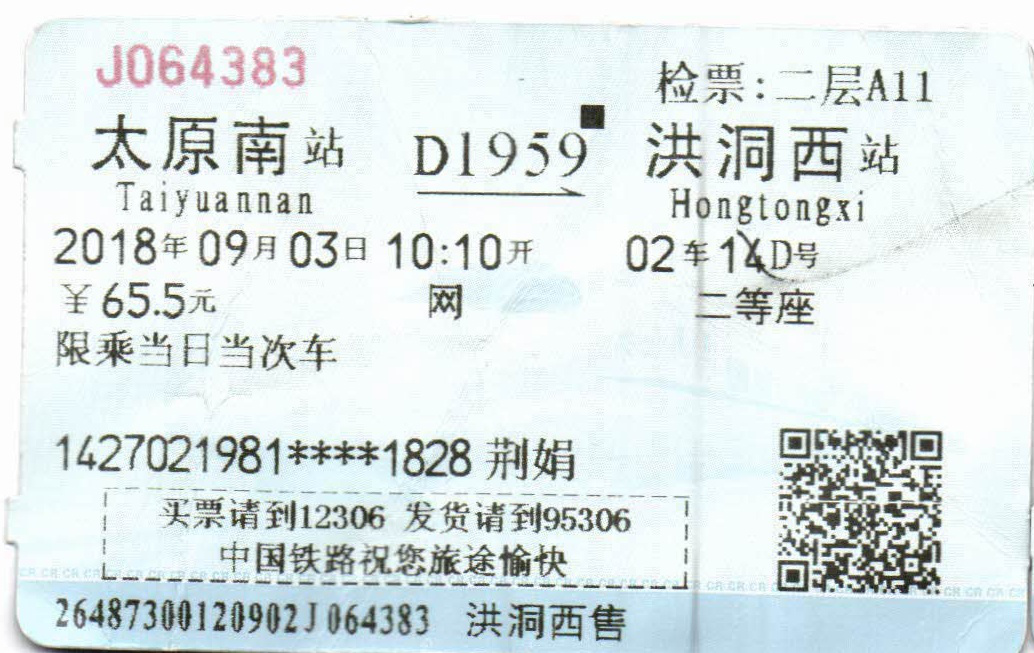 J064383
检票:二层A11
太原南站 D1959 洪洞西站
Taiyuannan Hongtongxi
2018年09月03日 10:10开 02车14D号
¥65.5元 网 二等座
限乘当日当次车
1427021981****1828 荆娟
买票请到12306 发货请到95306
中国铁路祝您旅途愉快
26487300120902J064383 洪洞西售